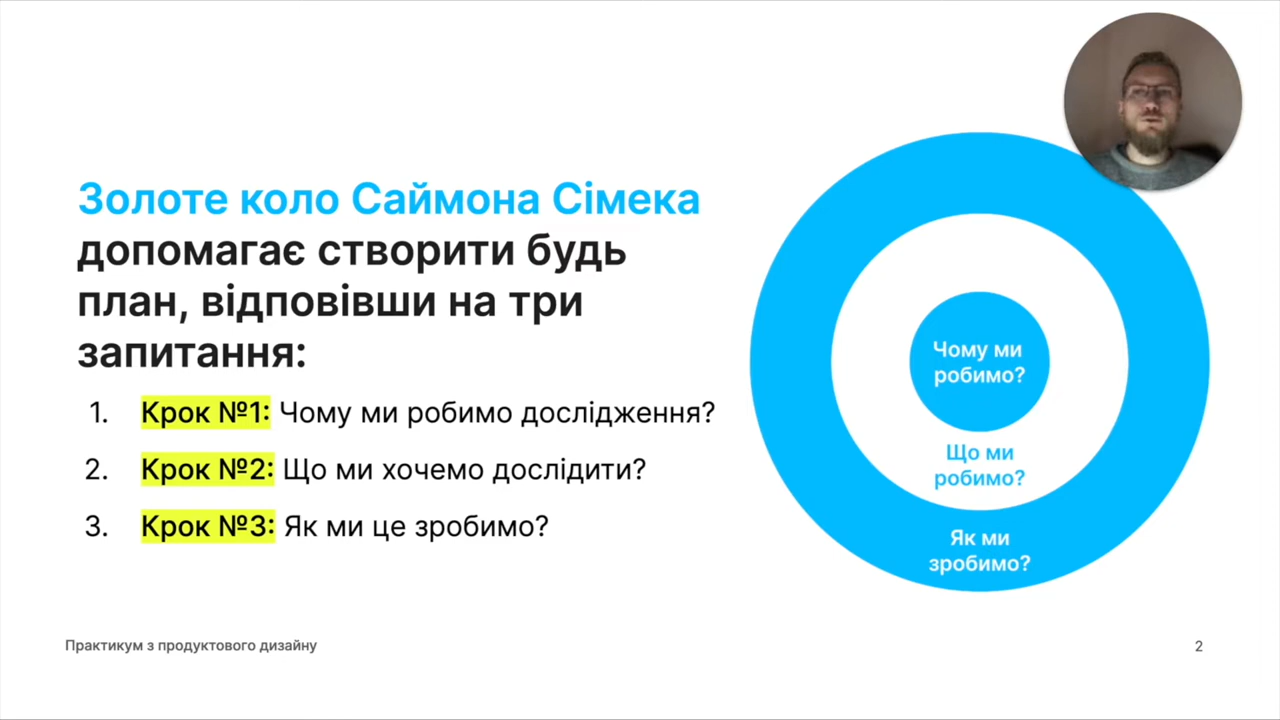 Золоте коло Саймона Сімека
допомагає створити будь
план, відповівши на три
запитання:
1. Крок №1: Чому ми робимо дослідження?
2. Крок №2: Що ми хочемо дослідити?
3. Крок №3: Як ми це зробимо?
Чому ми
робимо?
Що ми
робимо?
Як ми
зробимо?
Практикум з продуктового дизайну
2